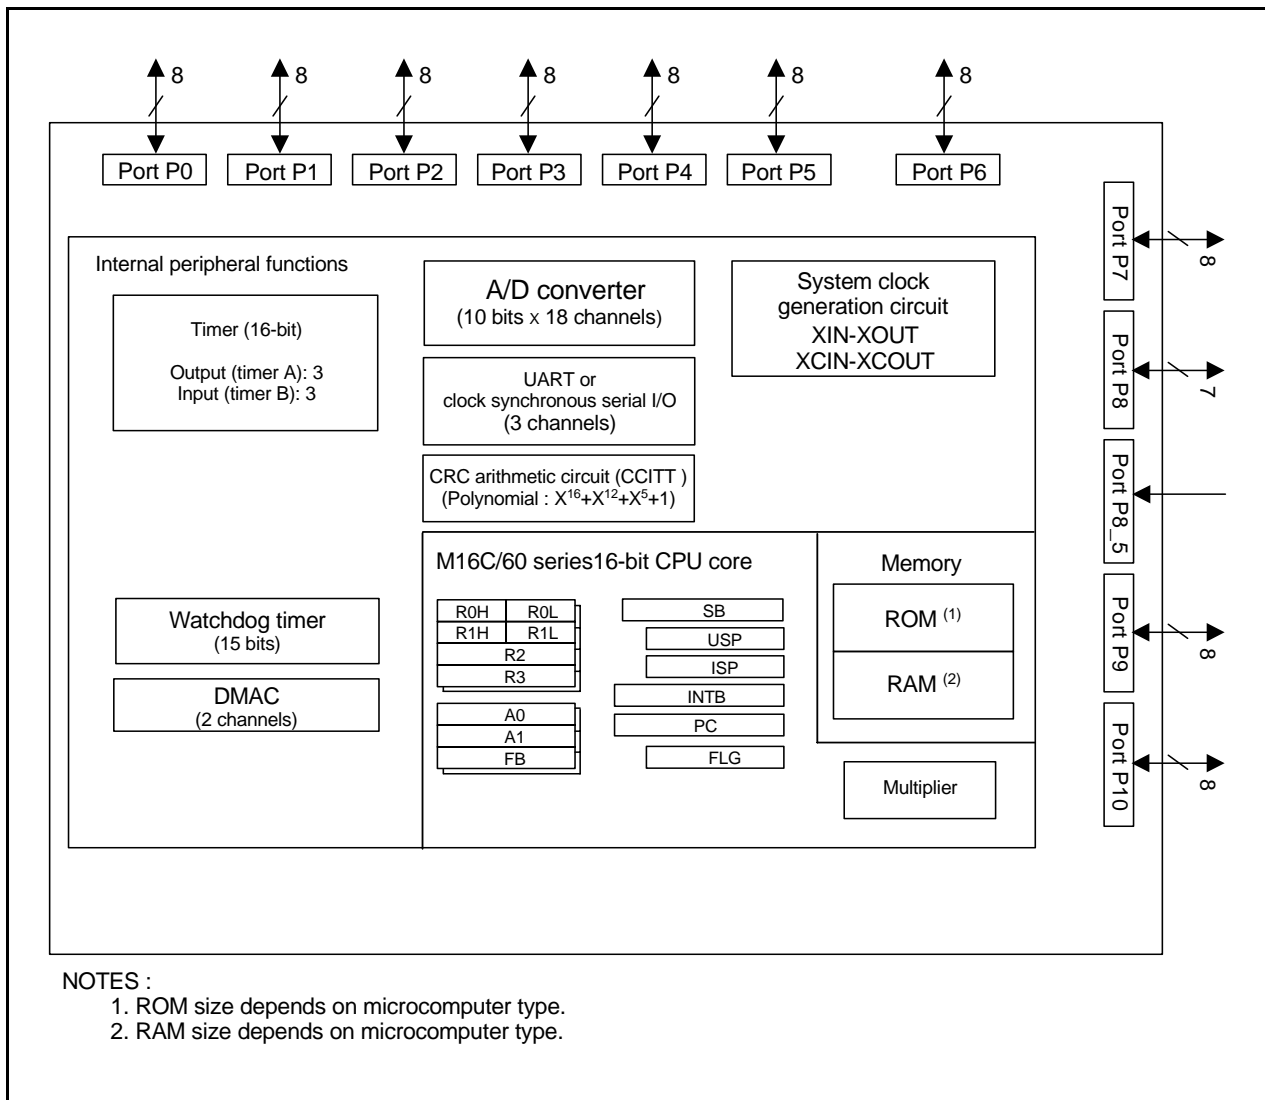 8 8 8 8 8 8 8
Port P0 Port P1 Port P2 Port P3 Port P4 Port P5 Port P6
Port P7
8
Port P8
7
Port P8_5
Port P9
8
Port P10
8
Internal peripheral functions
Timer (16-bit)
Output (timer A): 3
Input (timer B): 3
A/D converter
(10 bits x 18 channels)
UART or
clock synchronous serial I/O
(3 channels)
CRC arithmetic circuit (CCITT )
(Polynomial : X¹⁶+X¹²+X⁵+1)
System clock
generation circuit
XIN-XOUT
XCIN-XCOUT
Watchdog timer
(15 bits)
DMAC
(2 channels)
M16C/60 series16-bit CPU core
R0H R0L
R1H R1L
R2
R3
A0
A1
FB
SB
USP
ISP
INTB
PC
FLG
Memory
ROM (1)
RAM (2)
Multiplier
NOTES :
1. ROM size depends on microcomputer type.
2. RAM size depends on microcomputer type.